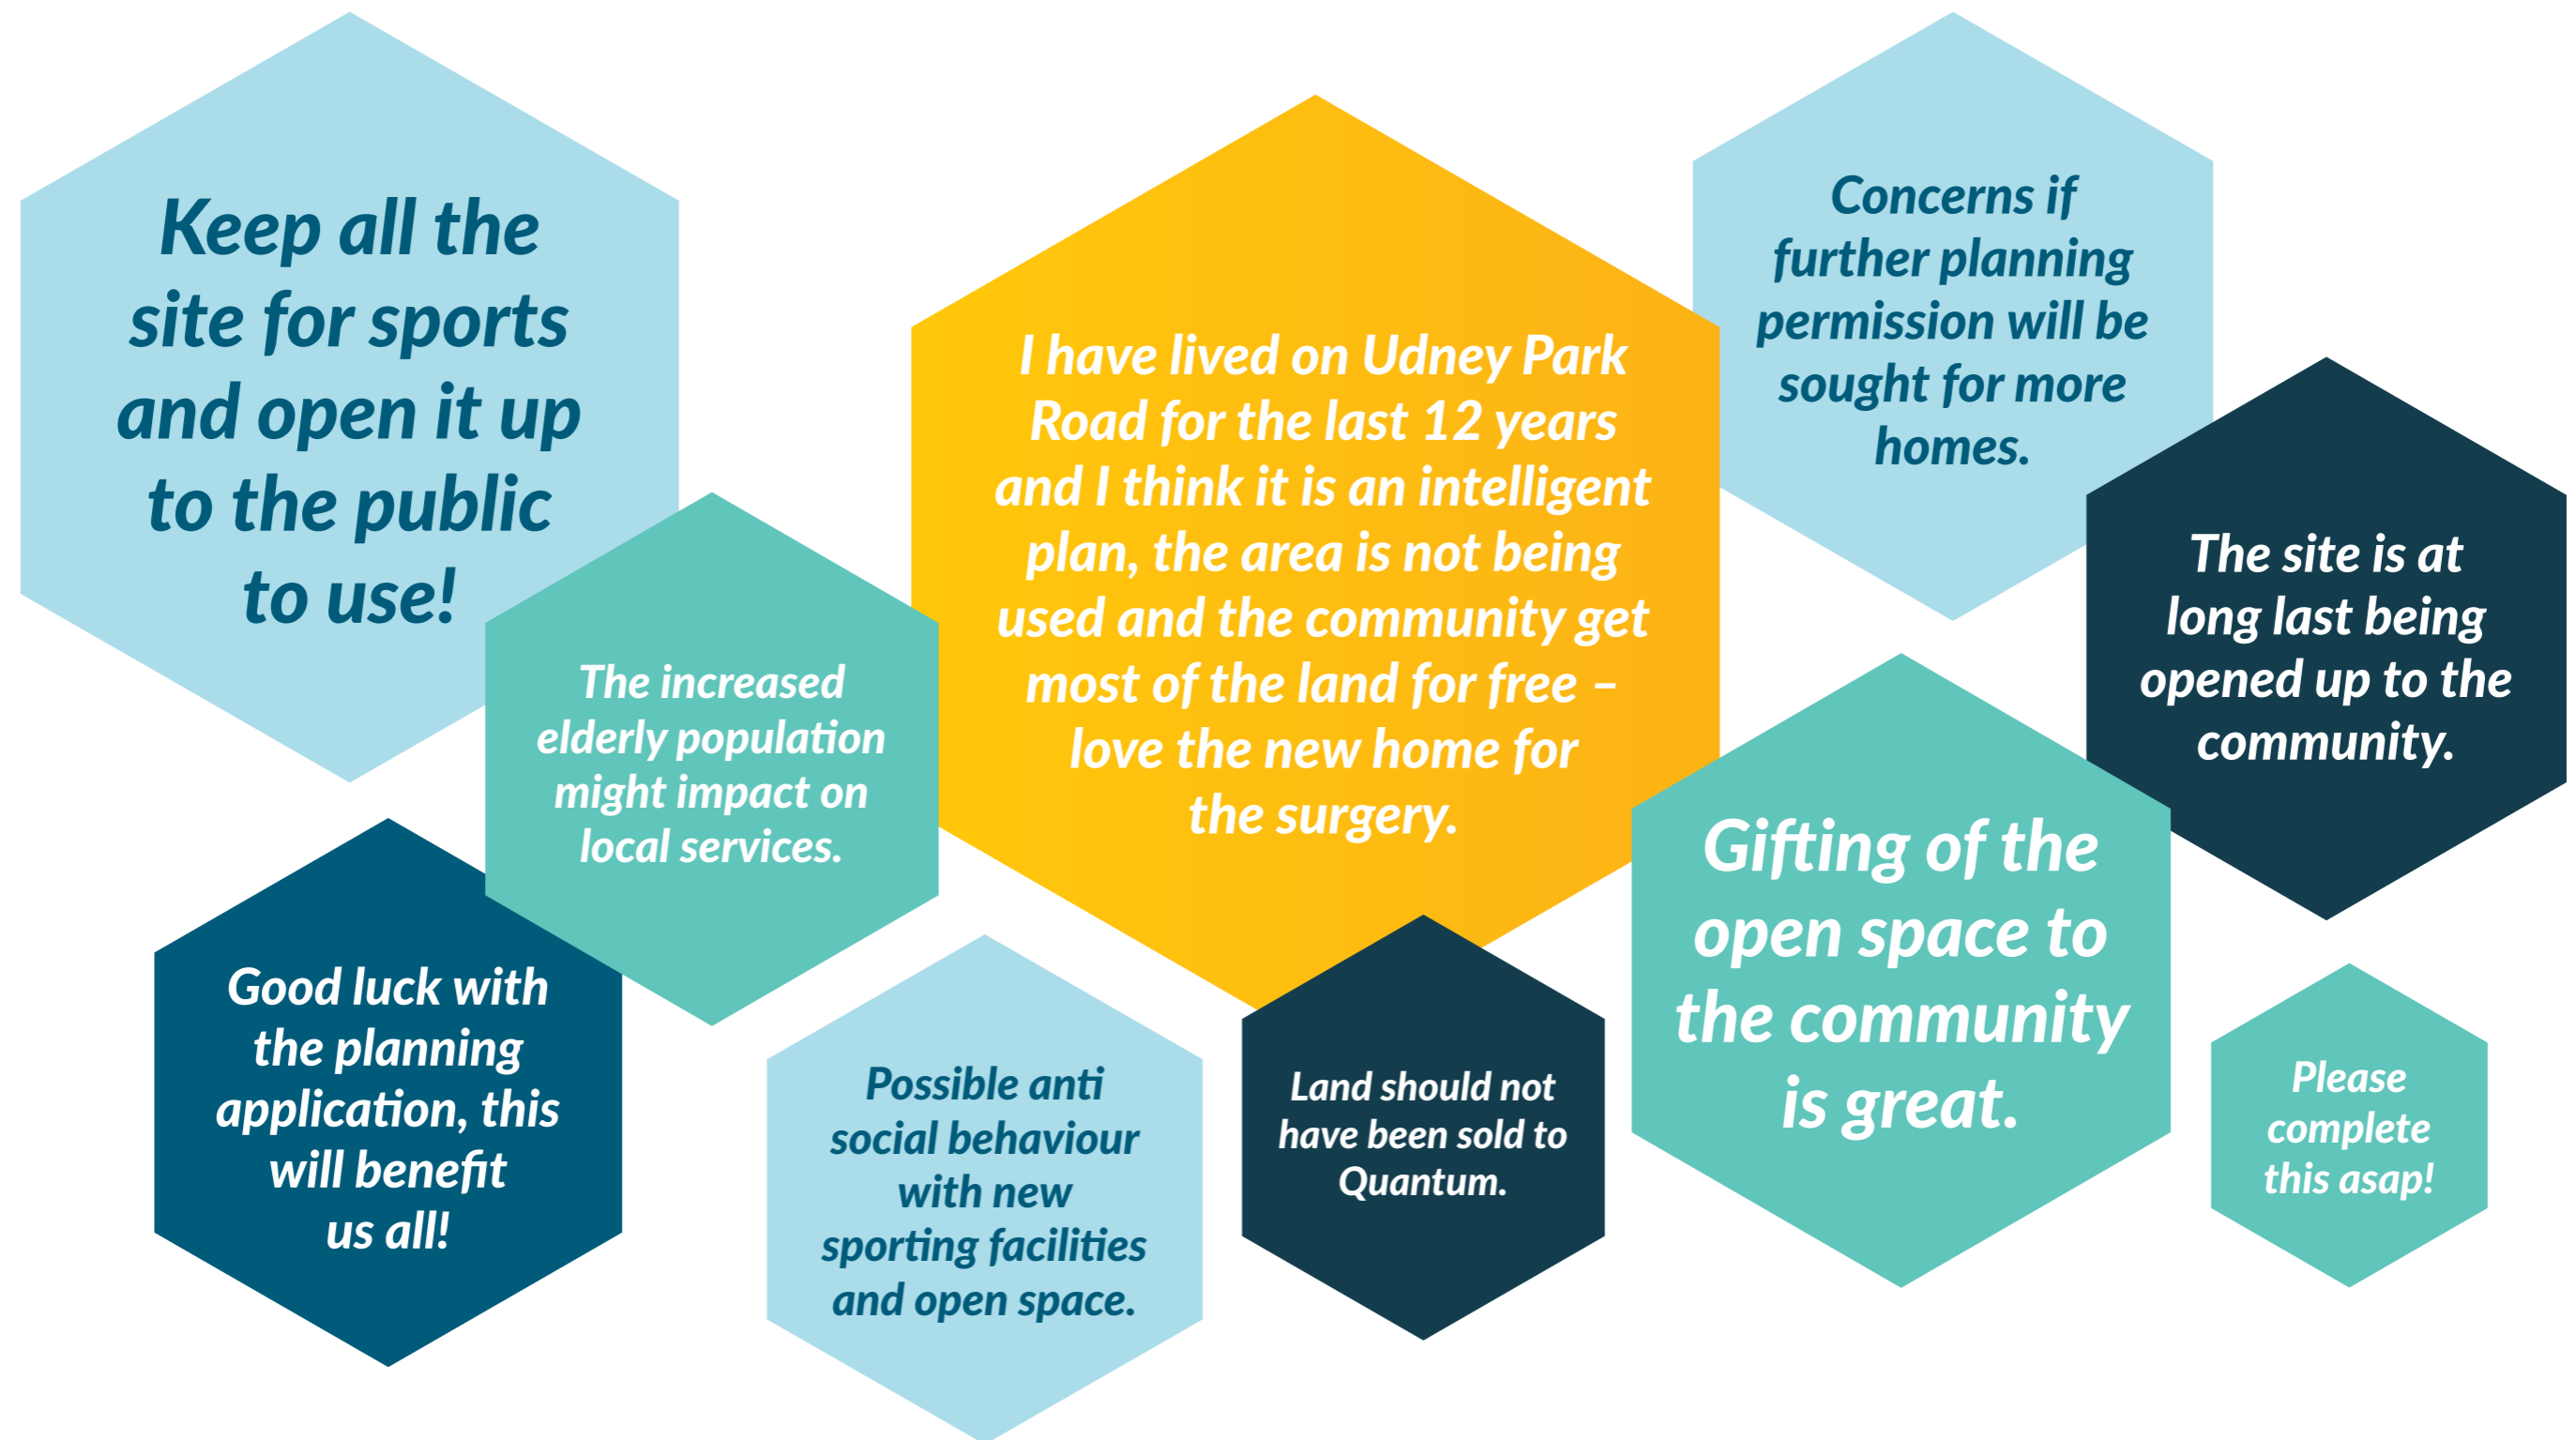 Keep all the
site for sports
and open it up
to the public
to use!
The increased
elderly population
might impact on
local services.
Good luck with
the planning
application, this
will benefit
us all!
I have lived on Udney Park
Road for the last 12 years
and I think it is an intelligent
plan, the area is not being
used and the community get
most of the land for free –
love the new home for
the surgery.
Possible anti
social behaviour
with new
sporting facilities
and open space.
Land should not
have been sold to
Quantum.
Concerns if
further planning
permission will be
sought for more
homes.
The site is at
long last being
opened up to the
community.
Gifting of the
open space to
the community
is great.
Please
complete
this asap!